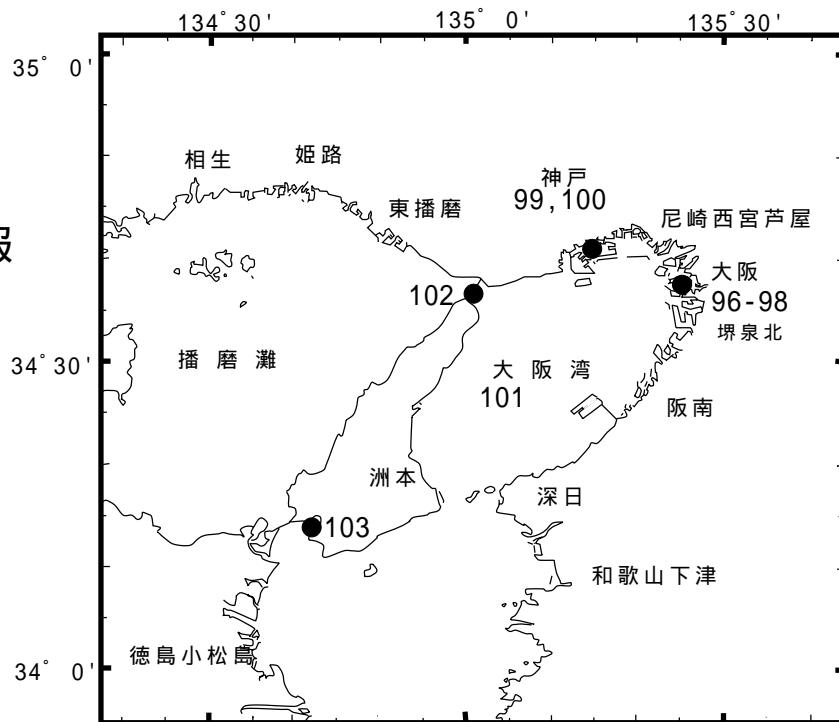 134° 30'
135° 0'
135° 30'
35° 0'
相生
姫路
神戸
99,100
東播磨
尼崎西宮芦屋
報
大阪
96-98
102
堺泉北
34° 30'
播磨灘
大阪湾
101
阪南
洲本
深日
103
和歌山下津
徳島小松島
34° 0'